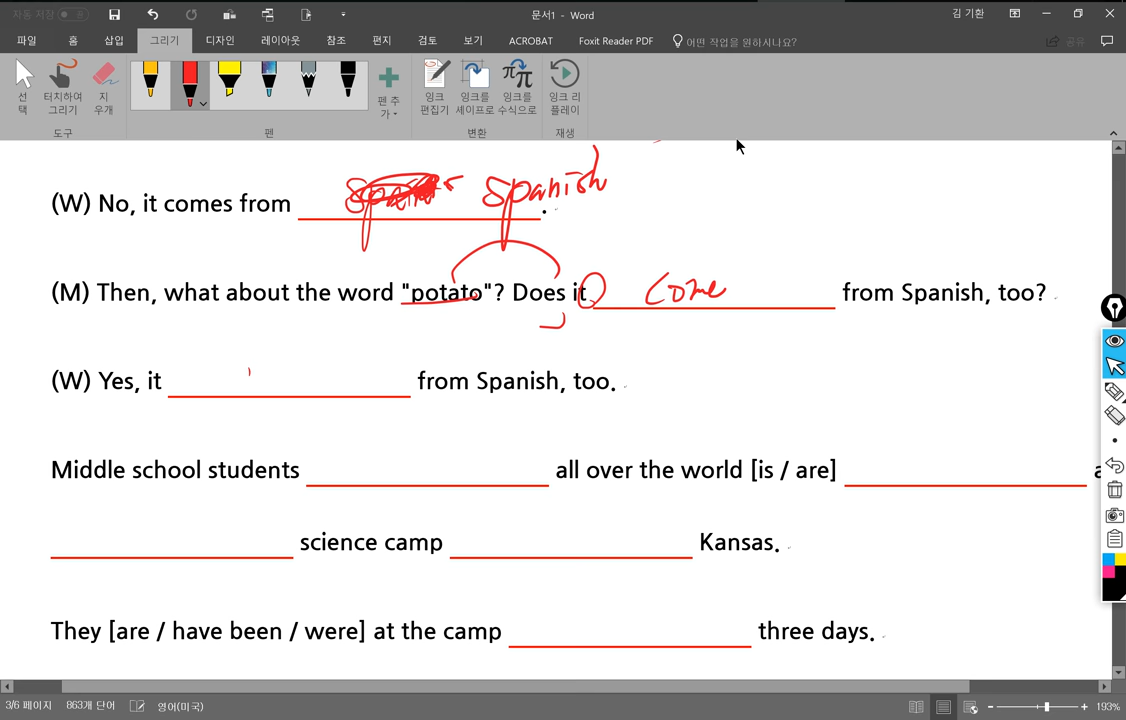 자동 저장
문서1 - Word
김 기환
파일 홈 삽입 그리기 디자인 레이아웃 참조 편지 검토 보기 ACROBAT Foxit Reader PDF 어떤 작업을 원하시나요? 공유
선택 터치하여 그리기 지우개 펜 추가 잉크 편집기 잉크를 셰이프로 잉크를 수식으로 잉크 리플레이
도구 펜 변환 재생
(W) No, it comes from Spanish.
(M) Then, what about the word "potato"? Does it come from Spanish, too?
(W) Yes, it from Spanish, too.
Middle school students all over the world [is / are] a
science camp Kansas.
They [are / have been / were] at the camp three days.
3/6 페이지 863개 단어 영어(미국) 193%